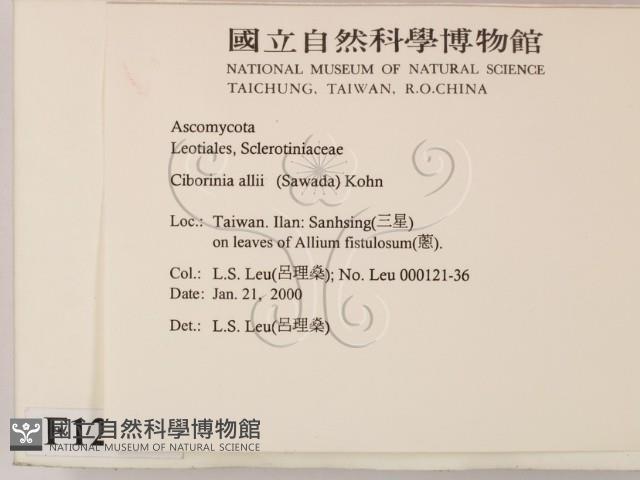 國立自然科學博物館
NATIONAL MUSEUM OF NATURAL SCIENCE
TAICHUNG, TAIWAN, R.O.CHINA
Ascomycota
Leotiales, Sclerotiniaceae
Ciborinia allii (Sawada) Kohn
Loc.: Taiwan. Ilan: Sanhsing(三星)
on leaves of Allium fistulosum(蔥).
Col.: L.S. Leu(呂理燊); No. Leu 000121-36
Date: Jan. 21, 2000
Det.: L.S. Leu(呂理燊)
F12
國立自然科學博物館
NATIONAL MUSEUM OF NATURAL SCIENCE